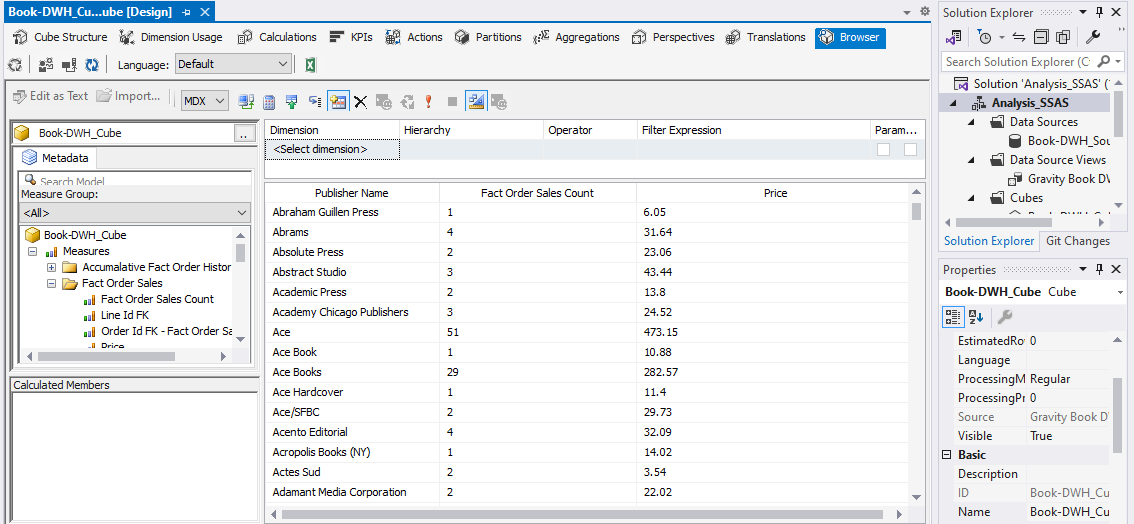 Book-DWH_Cu...ube [Design]
Cube Structure Dimension Usage Calculations KPIs Actions Partitions Aggregations Perspectives Translations Browser
Language: Default
Edit as Text Import... MDX
Book-DWH_Cube ..
Metadata
Search Model
Measure Group:
<All>
Book-DWH_Cube
Measures
Accumalative Fact Order Histor
Fact Order Sales
Fact Order Sales Count
Line Id FK
Order Id FK - Fact Order Sa
Price
Calculated Members
Dimension Hierarchy Operator Filter Expression Param...
<Select dimension>
Publisher Name Fact Order Sales Count Price
Abraham Guillen Press 1 6.05
Abrams 4 31.64
Absolute Press 2 23.06
Abstract Studio 3 43.44
Academic Press 2 13.8
Academy Chicago Publishers 3 24.52
Ace 51 473.15
Ace Book 1 10.88
Ace Books 29 282.57
Ace Hardcover 1 11.4
Ace/SFBC 2 29.73
Acento Editorial 4 32.09
Acropolis Books (NY) 1 14.02
Actes Sud 2 3.54
Adamant Media Corporation 2 22.02
Solution Explorer
Search Solution Explorer (C
Solution 'Analysis_SSAS' (
Analysis_SSAS
Data Sources
Book-DWH_Sou
Data Source Views
Gravity Book DV
Cubes
Solution Explorer Git Changes
Properties
Book-DWH_Cube Cube
EstimatedRo 0
Language
ProcessingM Regular
ProcessingPr 0
Source Gravity Book D
Visible True
Basic
Description
ID Book-DWH_Cu
Name Book-DWH_Cu